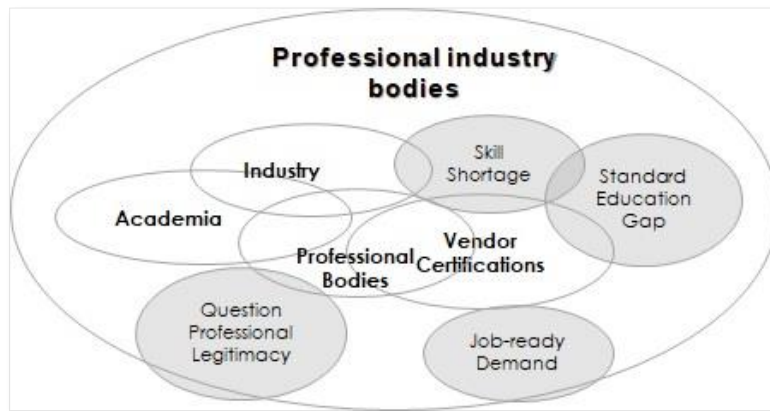 Professional industry
bodies
Industry
Skill
Shortage
Standard
Education
Gap
Academia
Professional
Bodies
Vendor
Certifications
Question
Professional
Legitimacy
Job-ready
Demand